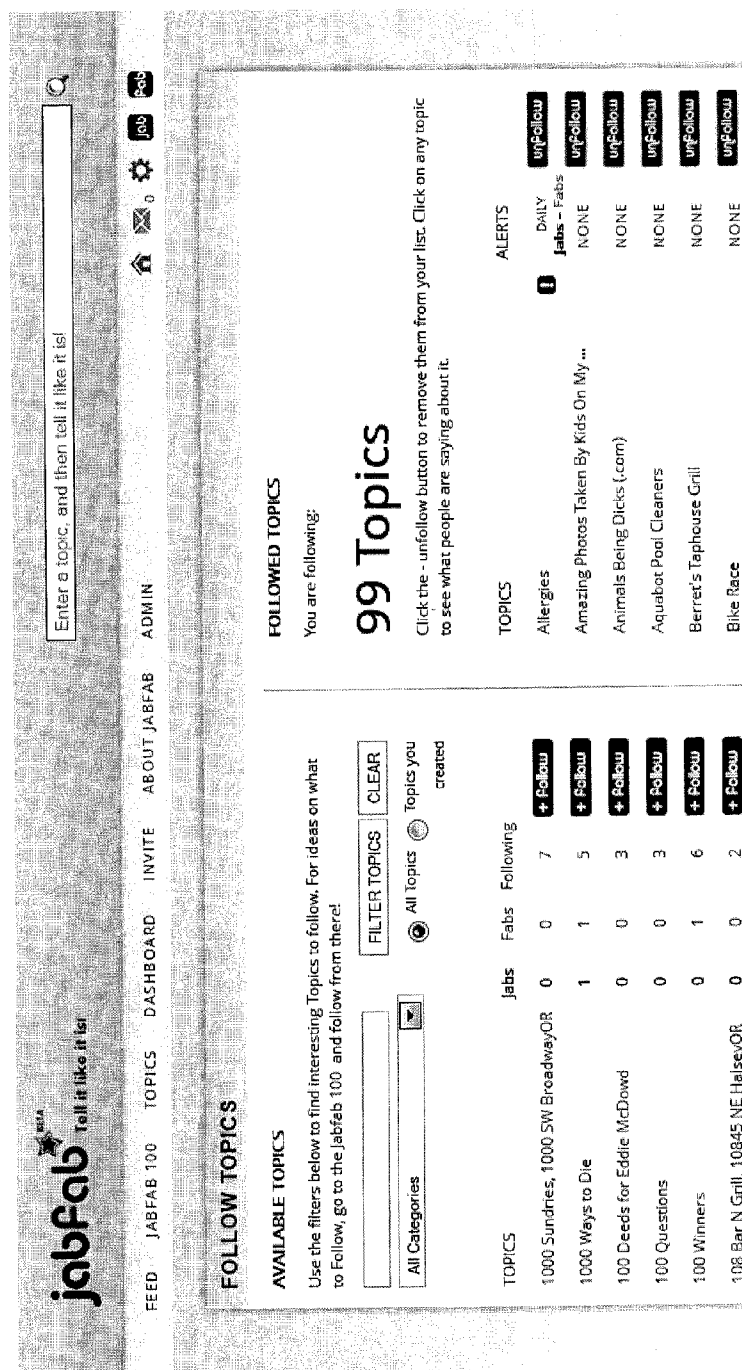 jabfab BETA Tell it like it is!
Enter a topic, and then tell it like it is!
FEED JABFAB 100 TOPICS DASHBOARD INVITE ABOUT JABFAB ADMIN 0 jab fab
FOLLOW TOPICS
AVAILABLE TOPICS
Use the filters below to find interesting Topics to follow. For ideas on what
to Follow, go to the Jabfab 100 and follow from there!
FILTER TOPICS CLEAR
All Categories
All Topics Topics you
created
TOPICS Jabs Fabs Following
1000 Sundries, 1000 SW BroadwayOR 0 0 7 + follow
1000 Ways to Die 1 1 5 + follow
100 Deeds for Eddie McDowd 0 0 3 + follow
100 Questions 0 0 3 + follow
100 Winners 0 1 6 + follow
108 Bar N Grill, 10845 NE HalseyOR 0 0 2 + follow
FOLLOWED TOPICS
You are following:
99 Topics
Click the - unfollow button to remove them from your list. Click on any topic
to see what people are saying about it.
TOPICS ALERTS
Allergies ! DAILY unfollow
Jabs – Fabs
Amazing Photos Taken By Kids On My ... NONE unfollow
Animals Being Dicks (.com) NONE unfollow
Aquabot Pool Cleaners NONE unfollow
Berret's Taphouse Grill NONE unfollow
Bike Race NONE unfollow